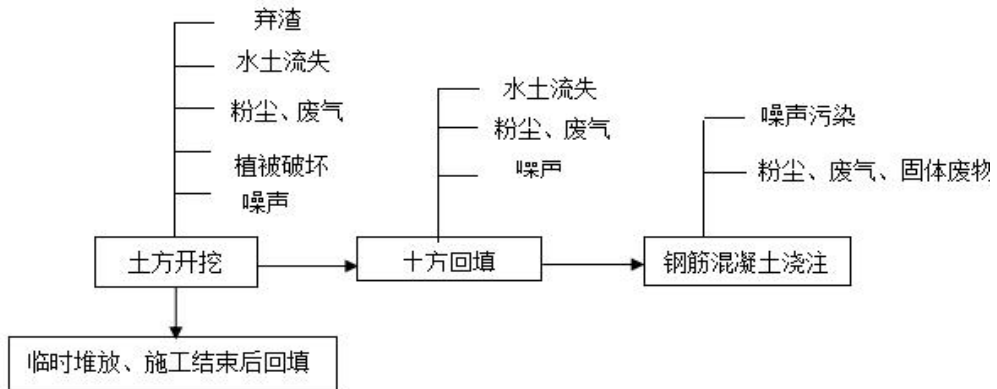 弃渣
水土流失
粉尘、废气
植被破坏
噪声
水土流失
粉尘、废气
噪声
噪声污染
粉尘、废气、固体废物
土方开挖
十方回填
钢筋混凝土浇注
临时堆放、施工结束后回填